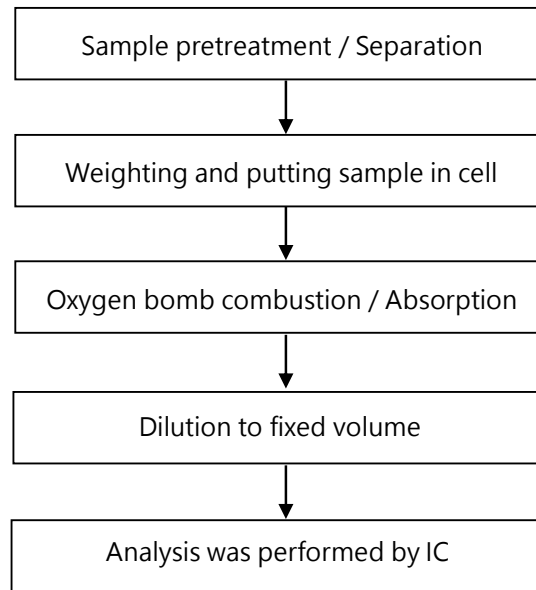 Sample pretreatment / Separation
Weighting and putting sample in cell
Oxygen bomb combustion / Absorption
Dilution to fixed volume
Analysis was performed by IC